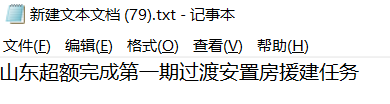 新建文本文档 (79).txt - 记事本
文件(F) 编辑(E) 格式(O) 查看(V) 帮助(H)
山东超额完成第一期过渡安置房援建任务